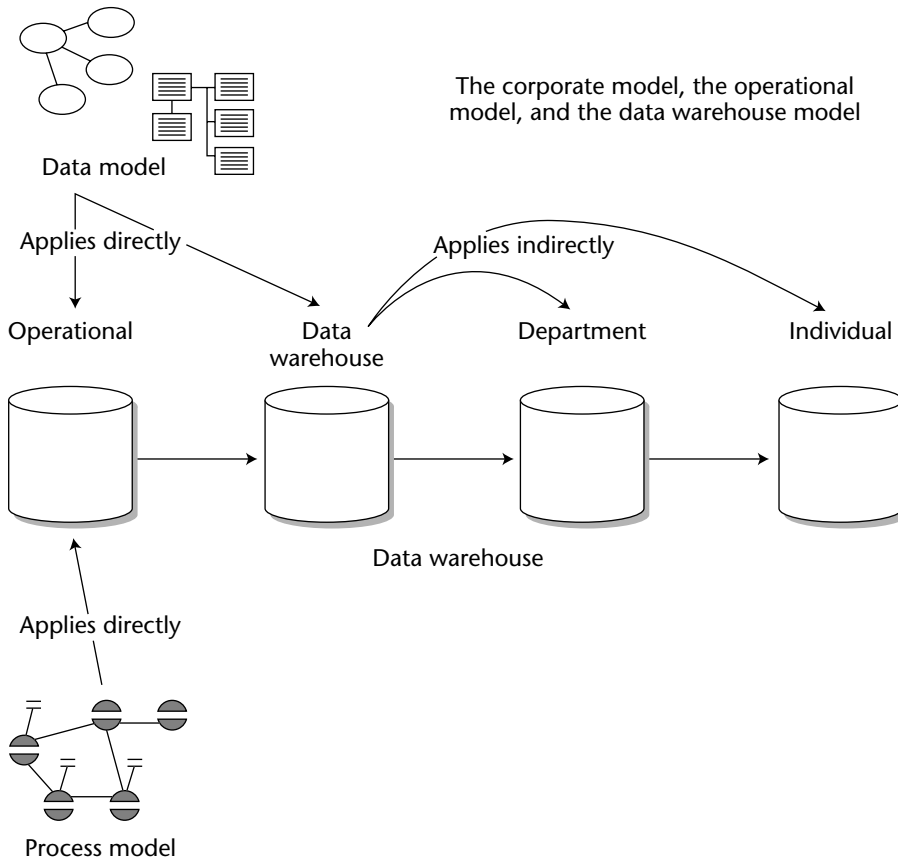 The corporate model, the operational
model, and the data warehouse model
Data model
Applies directly
Applies indirectly
Operational
Data
warehouse
Department
Individual
Data warehouse
Applies directly
Process model